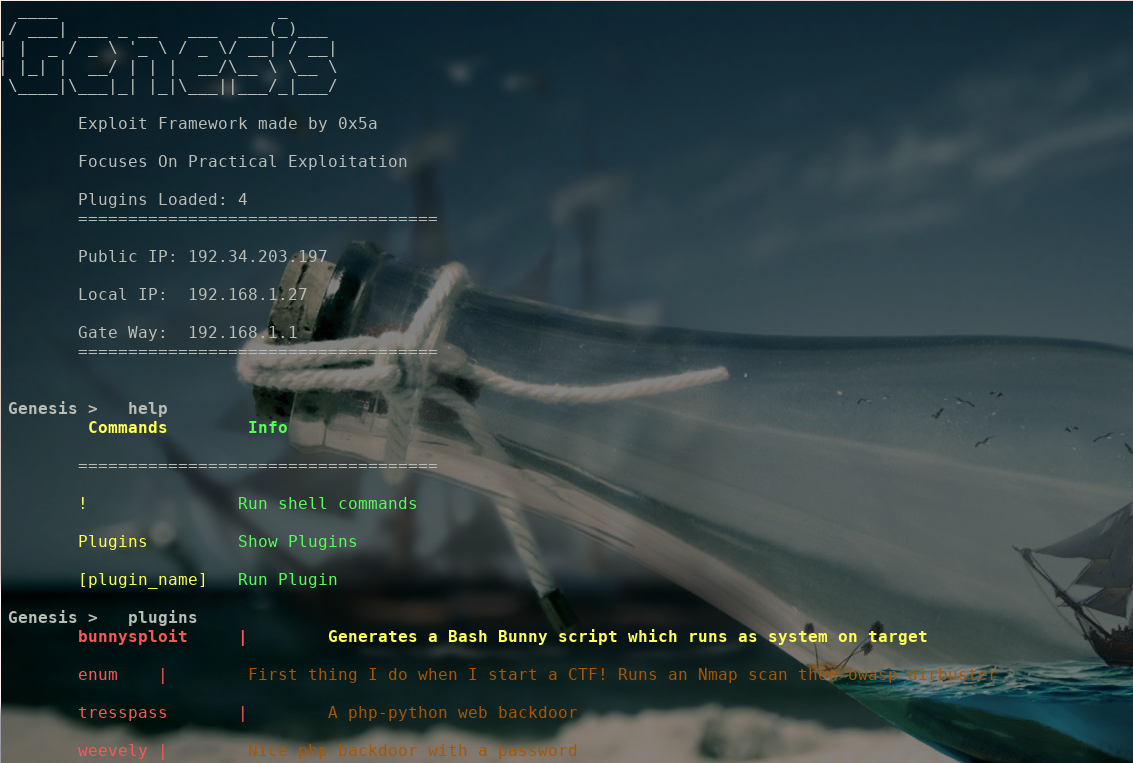 Genesis
Exploit Framework made by 0x5a
Focuses On Practical Exploitation
Plugins Loaded: 4
====================================
Public IP: 192.34.203.197
Local IP:  192.168.1.27
Gate Way:  192.168.1.1
====================================
Genesis >   help
Commands        Info
====================================
!               Run shell commands
Plugins         Show Plugins
[plugin_name]   Run Plugin
Genesis >   plugins
bunnysploit     |        Generates a Bash Bunny script which runs as system on target
enum    |        First thing I do when I start a CTF! Runs an Nmap scan then owasp dirbuster
tresspass       |        A php-python web backdoor
weevely |        Nice php backdoor with a password